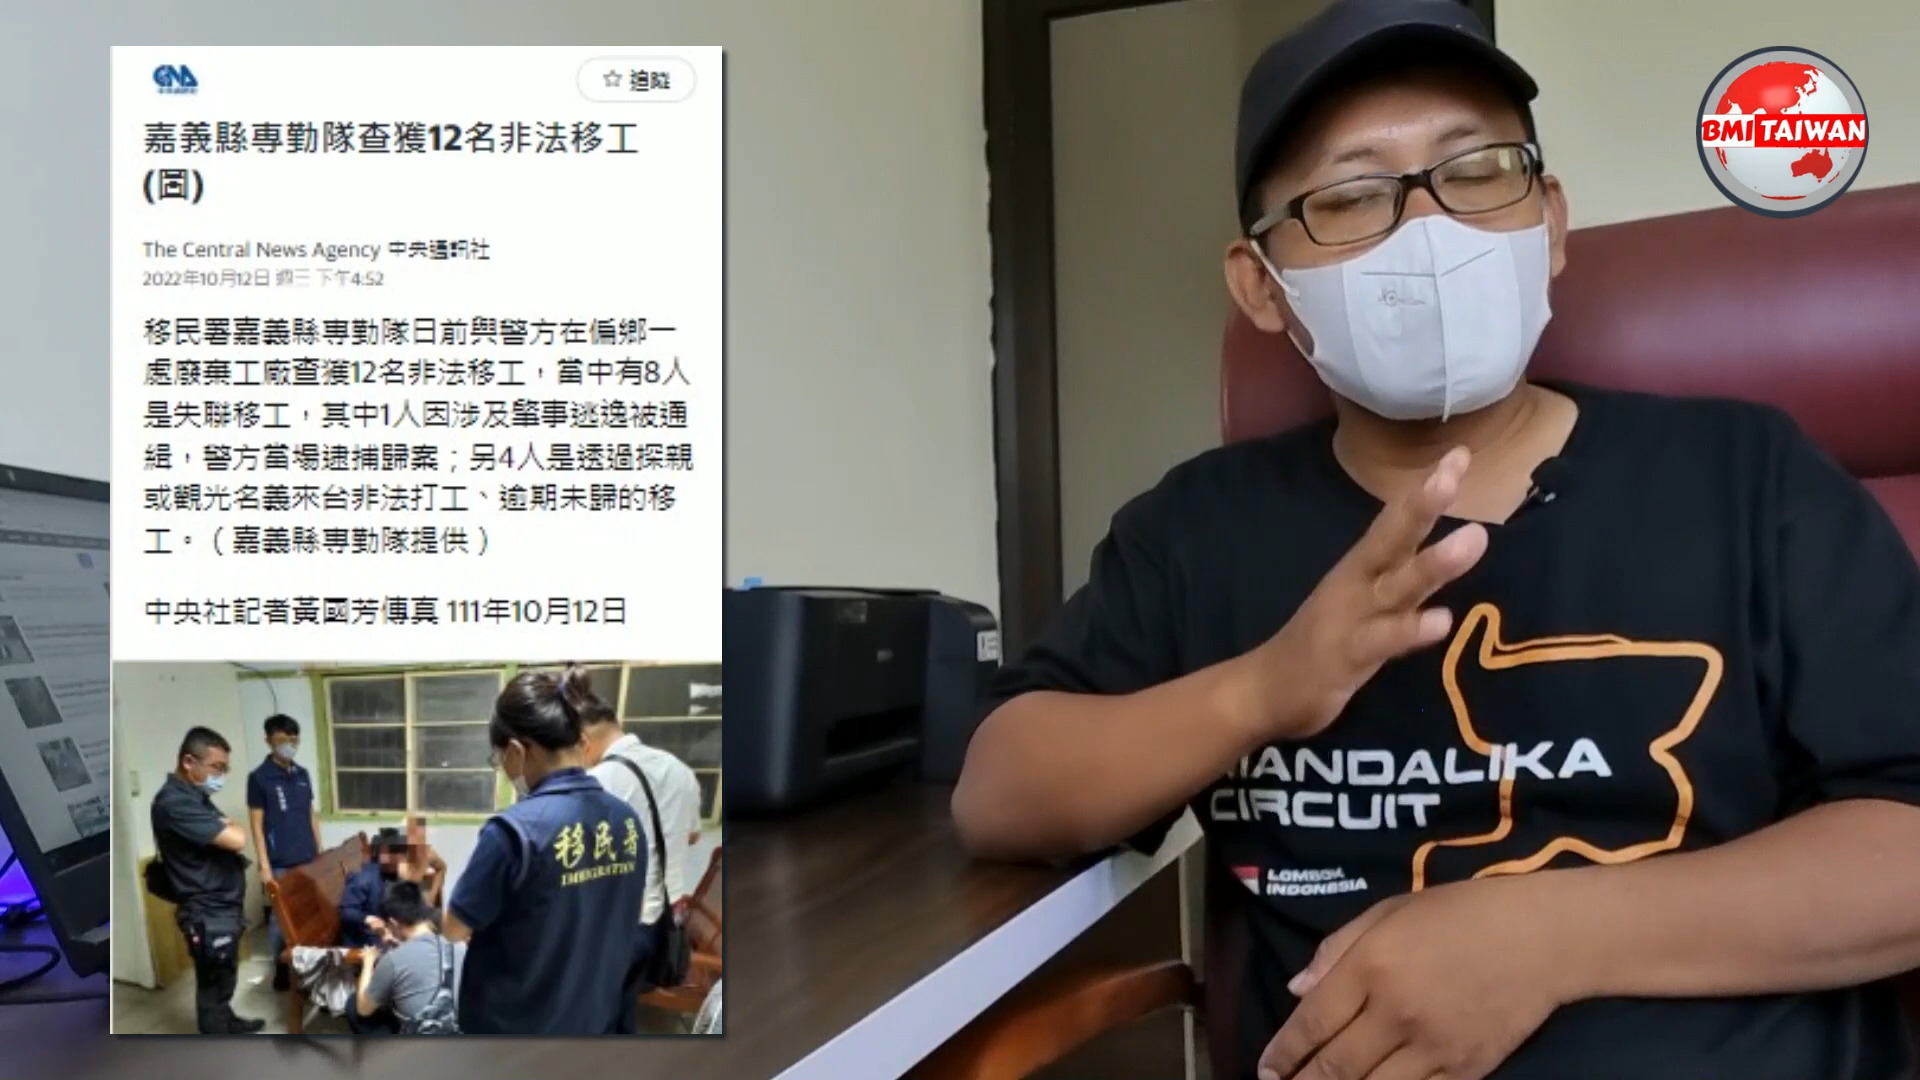 CNA
追蹤
嘉義縣專勤隊查獲12名非法移工
(圖)
The Central News Agency 中央通訊社
2022年10月12日 週三 下午4:52
移民署嘉義縣專勤隊日前與警方在偏鄉一
處廢棄工廠查獲12名非法移工，當中有8人
是失聯移工，其中1人因涉及肇事逃逸被通
緝，警方當場逮捕歸案；另4人是透過探親
或觀光名義來台非法打工、逾期未歸的移
工。（嘉義縣專勤隊提供）
中央社記者黃國芳傳真 111年10月12日
移民署
IMMIGRATION
BMI TAIWAN
MANDALIKA
CIRCUIT
LOMBOK
INDONESIA